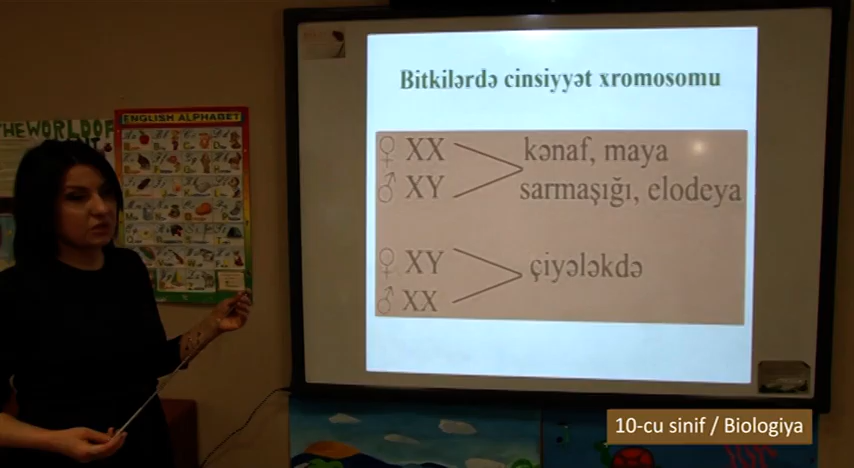 Bitkilərdə cinsiyyət xromosomu
♀ XX
♂ XY
kənaf, maya
sarmaşığı, elodeya
♀ XY
♂ XX
çiyələkdə
THE WORLD OF
ENGLISH ALPHABET
10-cu sinif / Biologiya